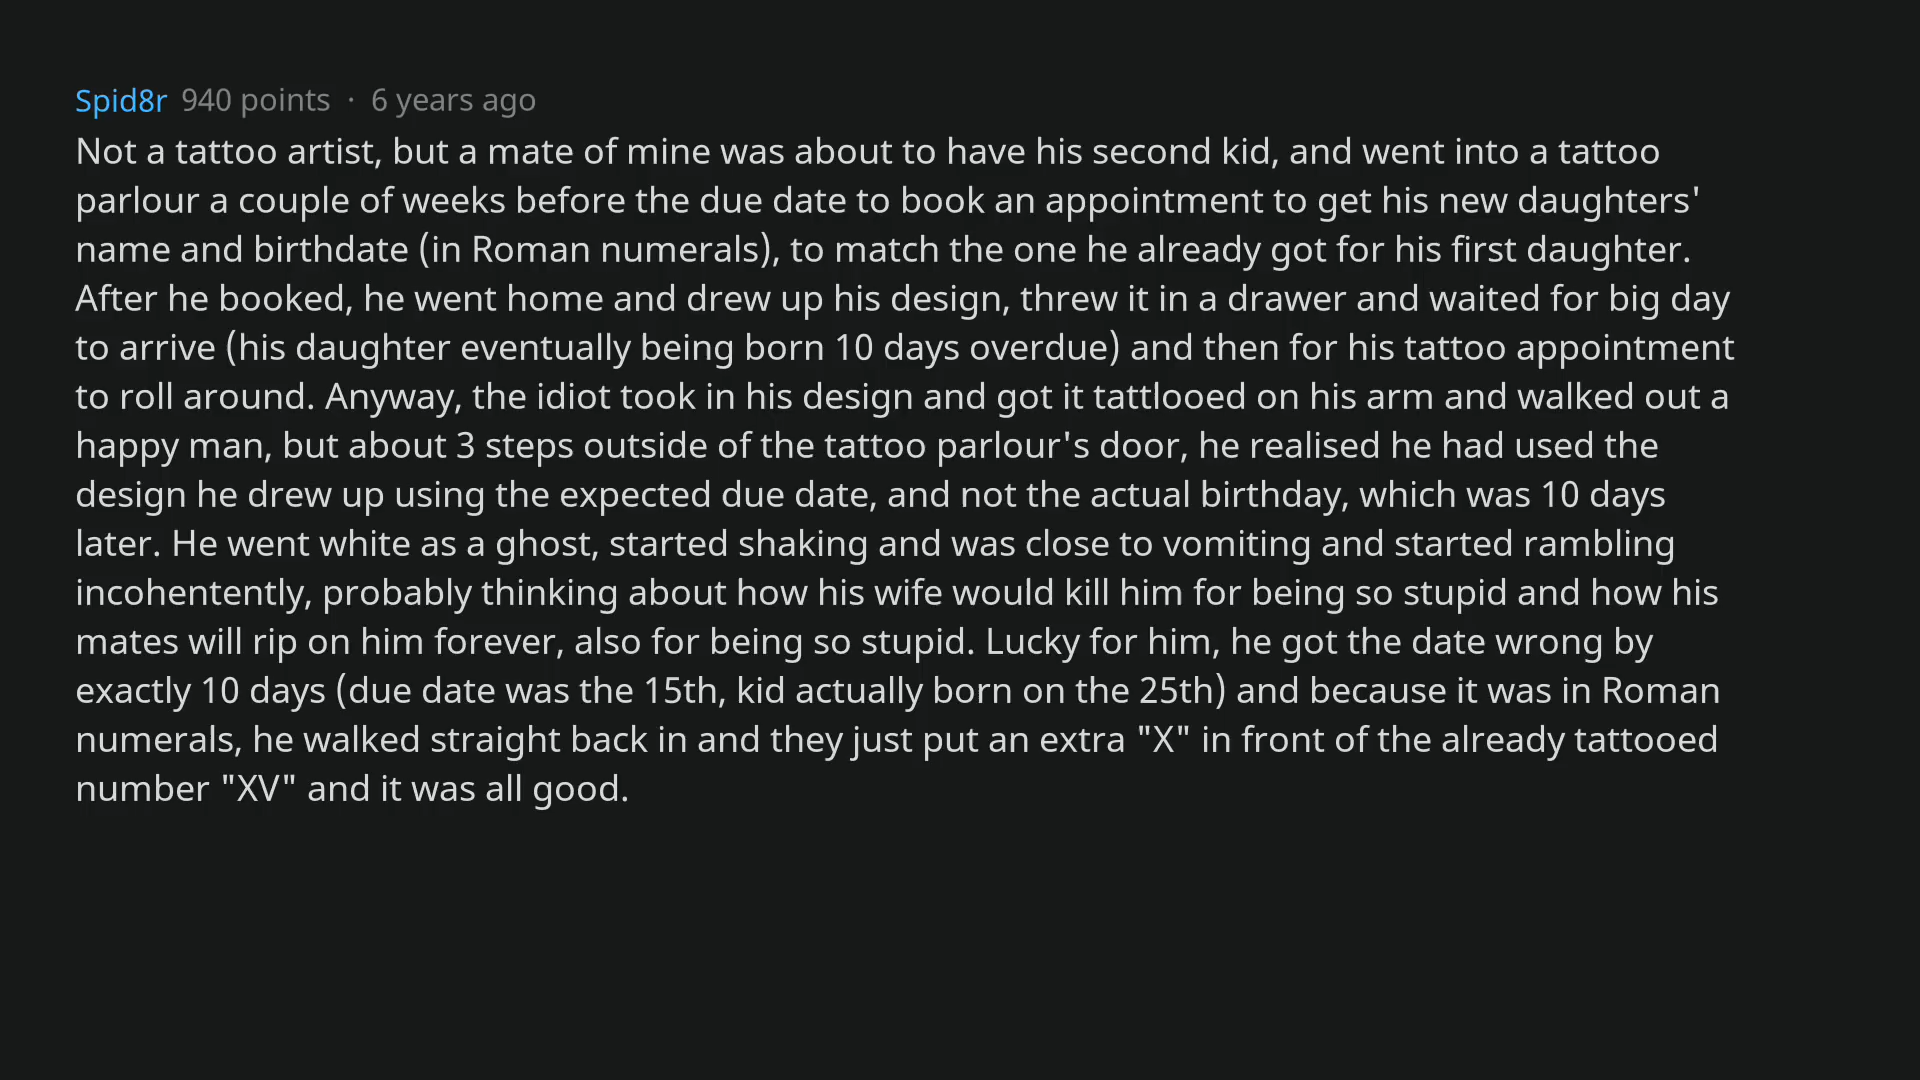 Spid8r 940 points · 6 years ago
Not a tattoo artist, but a mate of mine was about to have his second kid, and went into a tattoo
parlour a couple of weeks before the due date to book an appointment to get his new daughters'
name and birthdate (in Roman numerals), to match the one he already got for his first daughter.
After he booked, he went home and drew up his design, threw it in a drawer and waited for big day
to arrive (his daughter eventually being born 10 days overdue) and then for his tattoo appointment
to roll around. Anyway, the idiot took in his design and got it tattlooed on his arm and walked out a
happy man, but about 3 steps outside of the tattoo parlour's door, he realised he had used the
design he drew up using the expected due date, and not the actual birthday, which was 10 days
later. He went white as a ghost, started shaking and was close to vomiting and started rambling
incohentently, probably thinking about how his wife would kill him for being so stupid and how his
mates will rip on him forever, also for being so stupid. Lucky for him, he got the date wrong by
exactly 10 days (due date was the 15th, kid actually born on the 25th) and because it was in Roman
numerals, he walked straight back in and they just put an extra "X" in front of the already tattooed
number "XV" and it was all good.